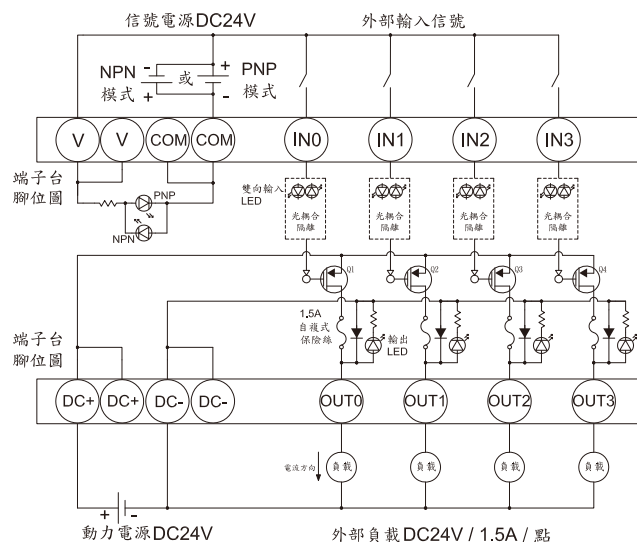 信號電源DC24V
外部輸入信號
NPN
模式
-
+
或
+
-
PNP
模式
V
V
COM
COM
IN0
IN1
IN2
IN3
端子台
腳位圖
PNP
NPN
雙向輸入
LED
光耦合
隔離
光耦合
隔離
光耦合
隔離
光耦合
隔離
Q1
Q2
Q3
Q4
1.5A
自複式
保險絲
輸出
LED
端子台
腳位圖
DC+
DC+
DC-
DC-
OUT0
OUT1
OUT2
OUT3
電流方向
負載
負載
負載
負載
+
-
動力電源DC24V
外部負載DC24V / 1.5A / 點